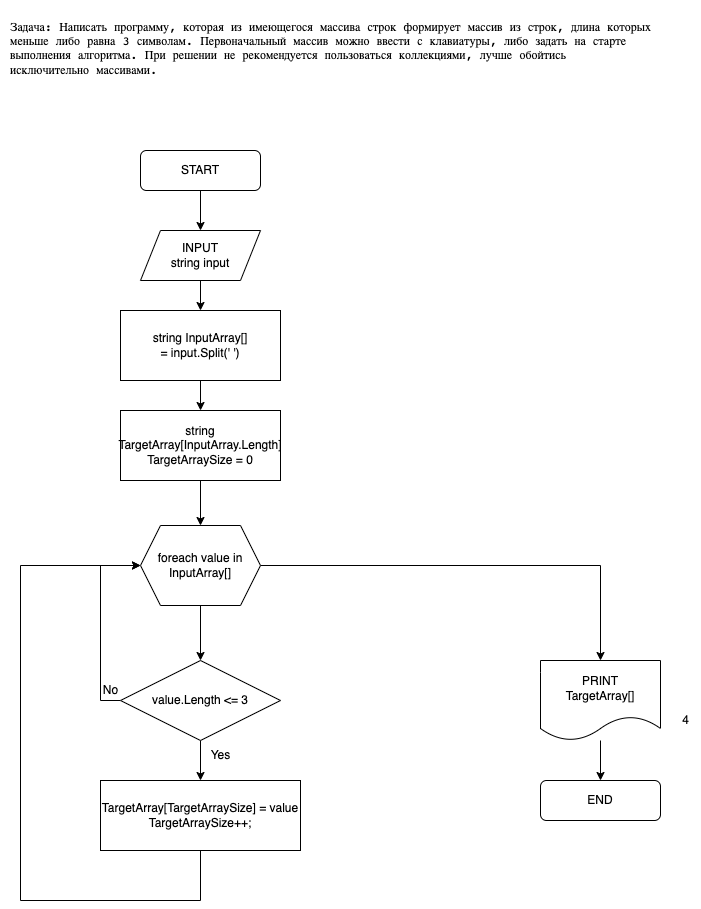 Задача: Написать программу, которая из имеющегося массива строк формирует массив из строк, длина которых
меньше либо равна 3 символам. Первоначальный массив можно ввести с клавиатуры, либо задать на старте
выполнения алгоритма. При решении не рекомендуется пользоваться коллекциями, лучше обойтись
исключительно массивами.
START
INPUT
string input
string InputArray[]
= input.Split(' ')
string
TargetArray[InputArray.Length]
TargetArraySize = 0
foreach value in
InputArray[]
No
value.Length <= 3
Yes
TargetArray[TargetArraySize] = value
TargetArraySize++;
PRINT
TargetArray[]
4
END